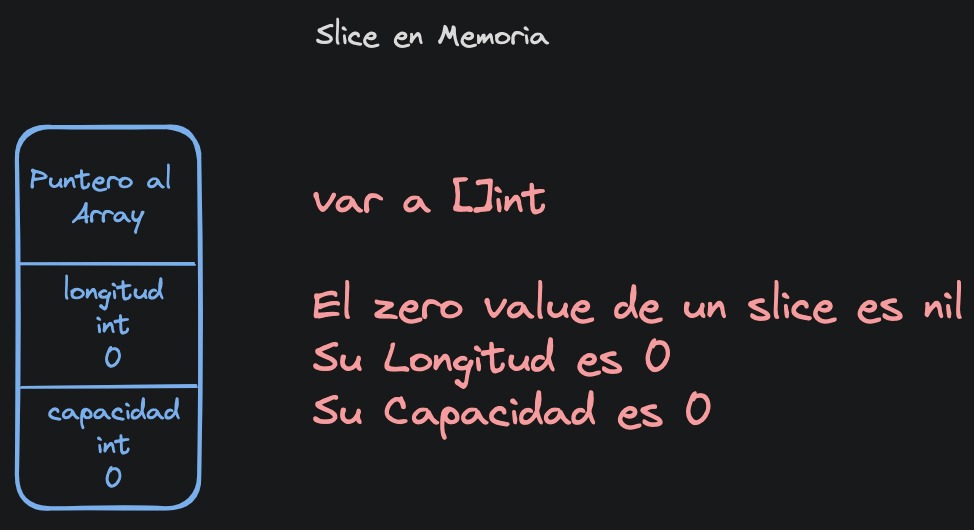 Slice en Memoria
Puntero al
Array
longitud
int
0
capacidad
int
0
var a []int
El zero value de un slice es nil
Su Longitud es 0
Su Capacidad es 0